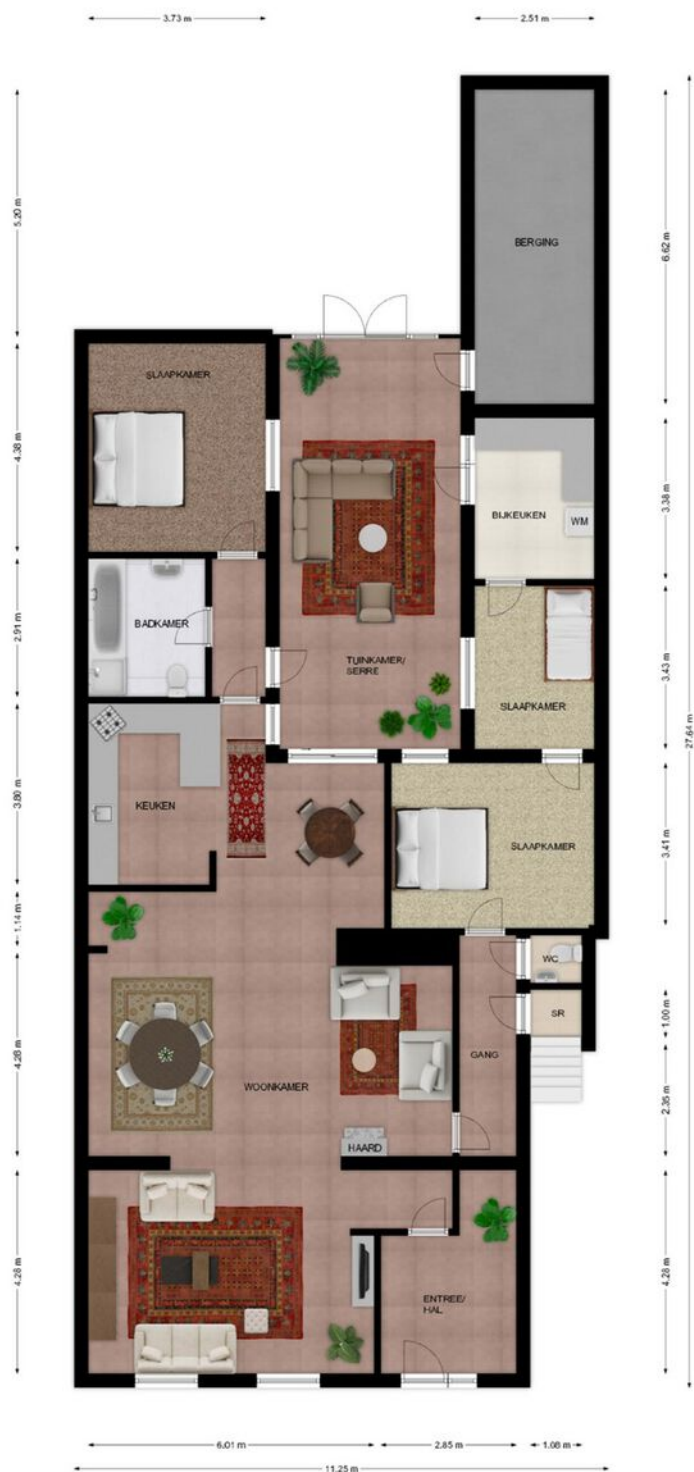 3.73 m
2.51 m
5.20 m
6.62 m
BERGING
SLAAPKAMER
4.38 m
3.38 m
BIJKEUKEN
WM
2.91 m
BADKAMER
TUINKAMER/
SERRE
3.43 m
SLAAPKAMER
27.64 m
3.80 m
KEUKEN
SLAAPKAMER
3.41 m
1.14 m
WC
SR
1.00 m
4.28 m
GANG
WOONKAMER
2.35 m
HAARD
4.28 m
4.28 m
ENTREE/
HAL
6.01 m
2.85 m
1.08 m
11.25 m